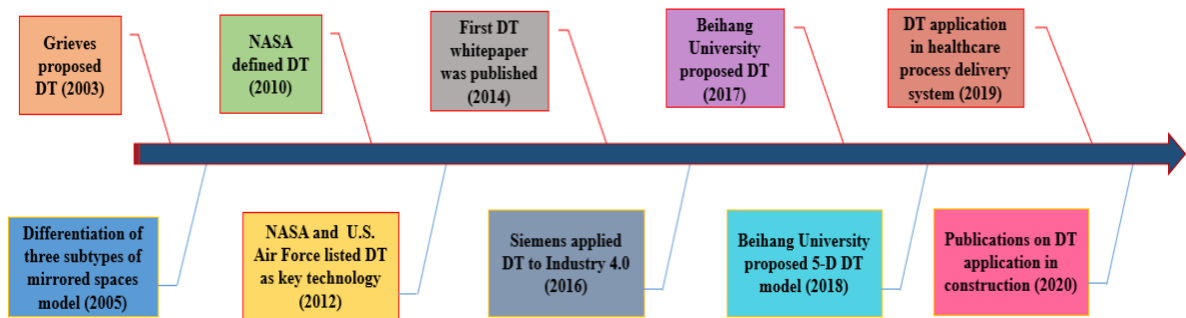 Grieves
proposed
DT (2003)
NASA
defined DT
(2010)
First DT
whitepaper
was published
(2014)
Beihang
University
proposed DT
(2017)
DT application
in healthcare
process delivery
system (2019)
Differentiation of
three subtypes of
mirrored spaces
model (2005)
NASA and U.S.
Air Force listed DT
as key technology
(2012)
Siemens applied
DT to Industry 4.0
(2016)
Beihang University
proposed 5-D DT
model (2018)
Publications on DT
application in
construction (2020)